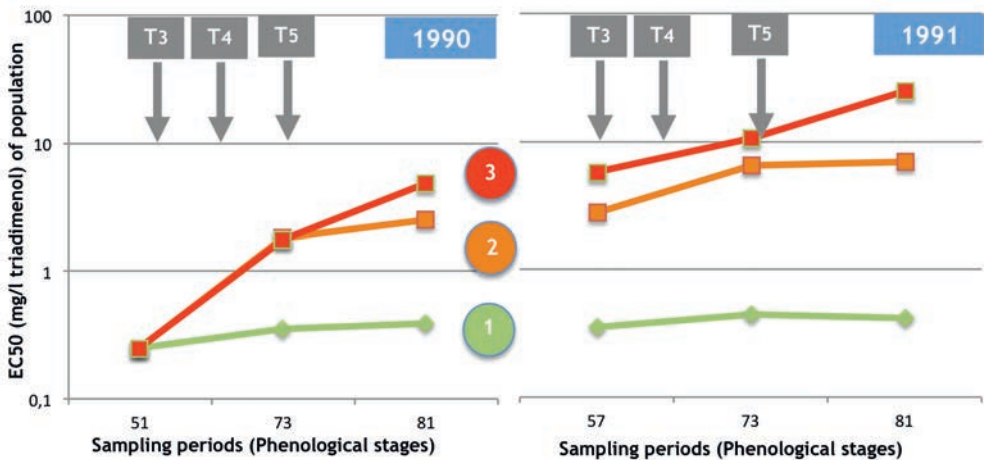 EC50 (mg/l triadimenol) of population
100
10
1
0,1
T3
T4
T5
1990
51
73
81
Sampling periods (Phenological stages)
3
2
1
T3
T4
T5
1991
57
73
81
Sampling periods (Phenological stages)